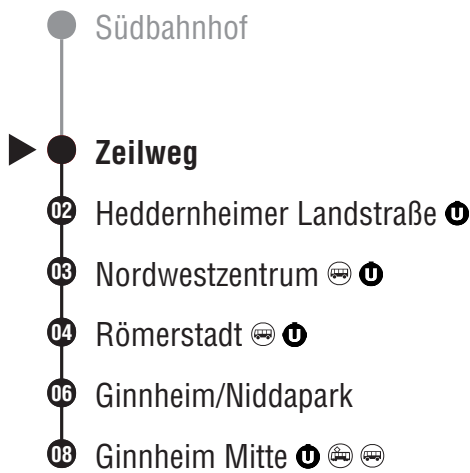 Südbahnhof
Zeilweg
02 Heddernheimer Landstraße U
03 Nordwestzentrum U
04 Römerstadt U
06 Ginnheim/Niddapark
08 Ginnheim Mitte U